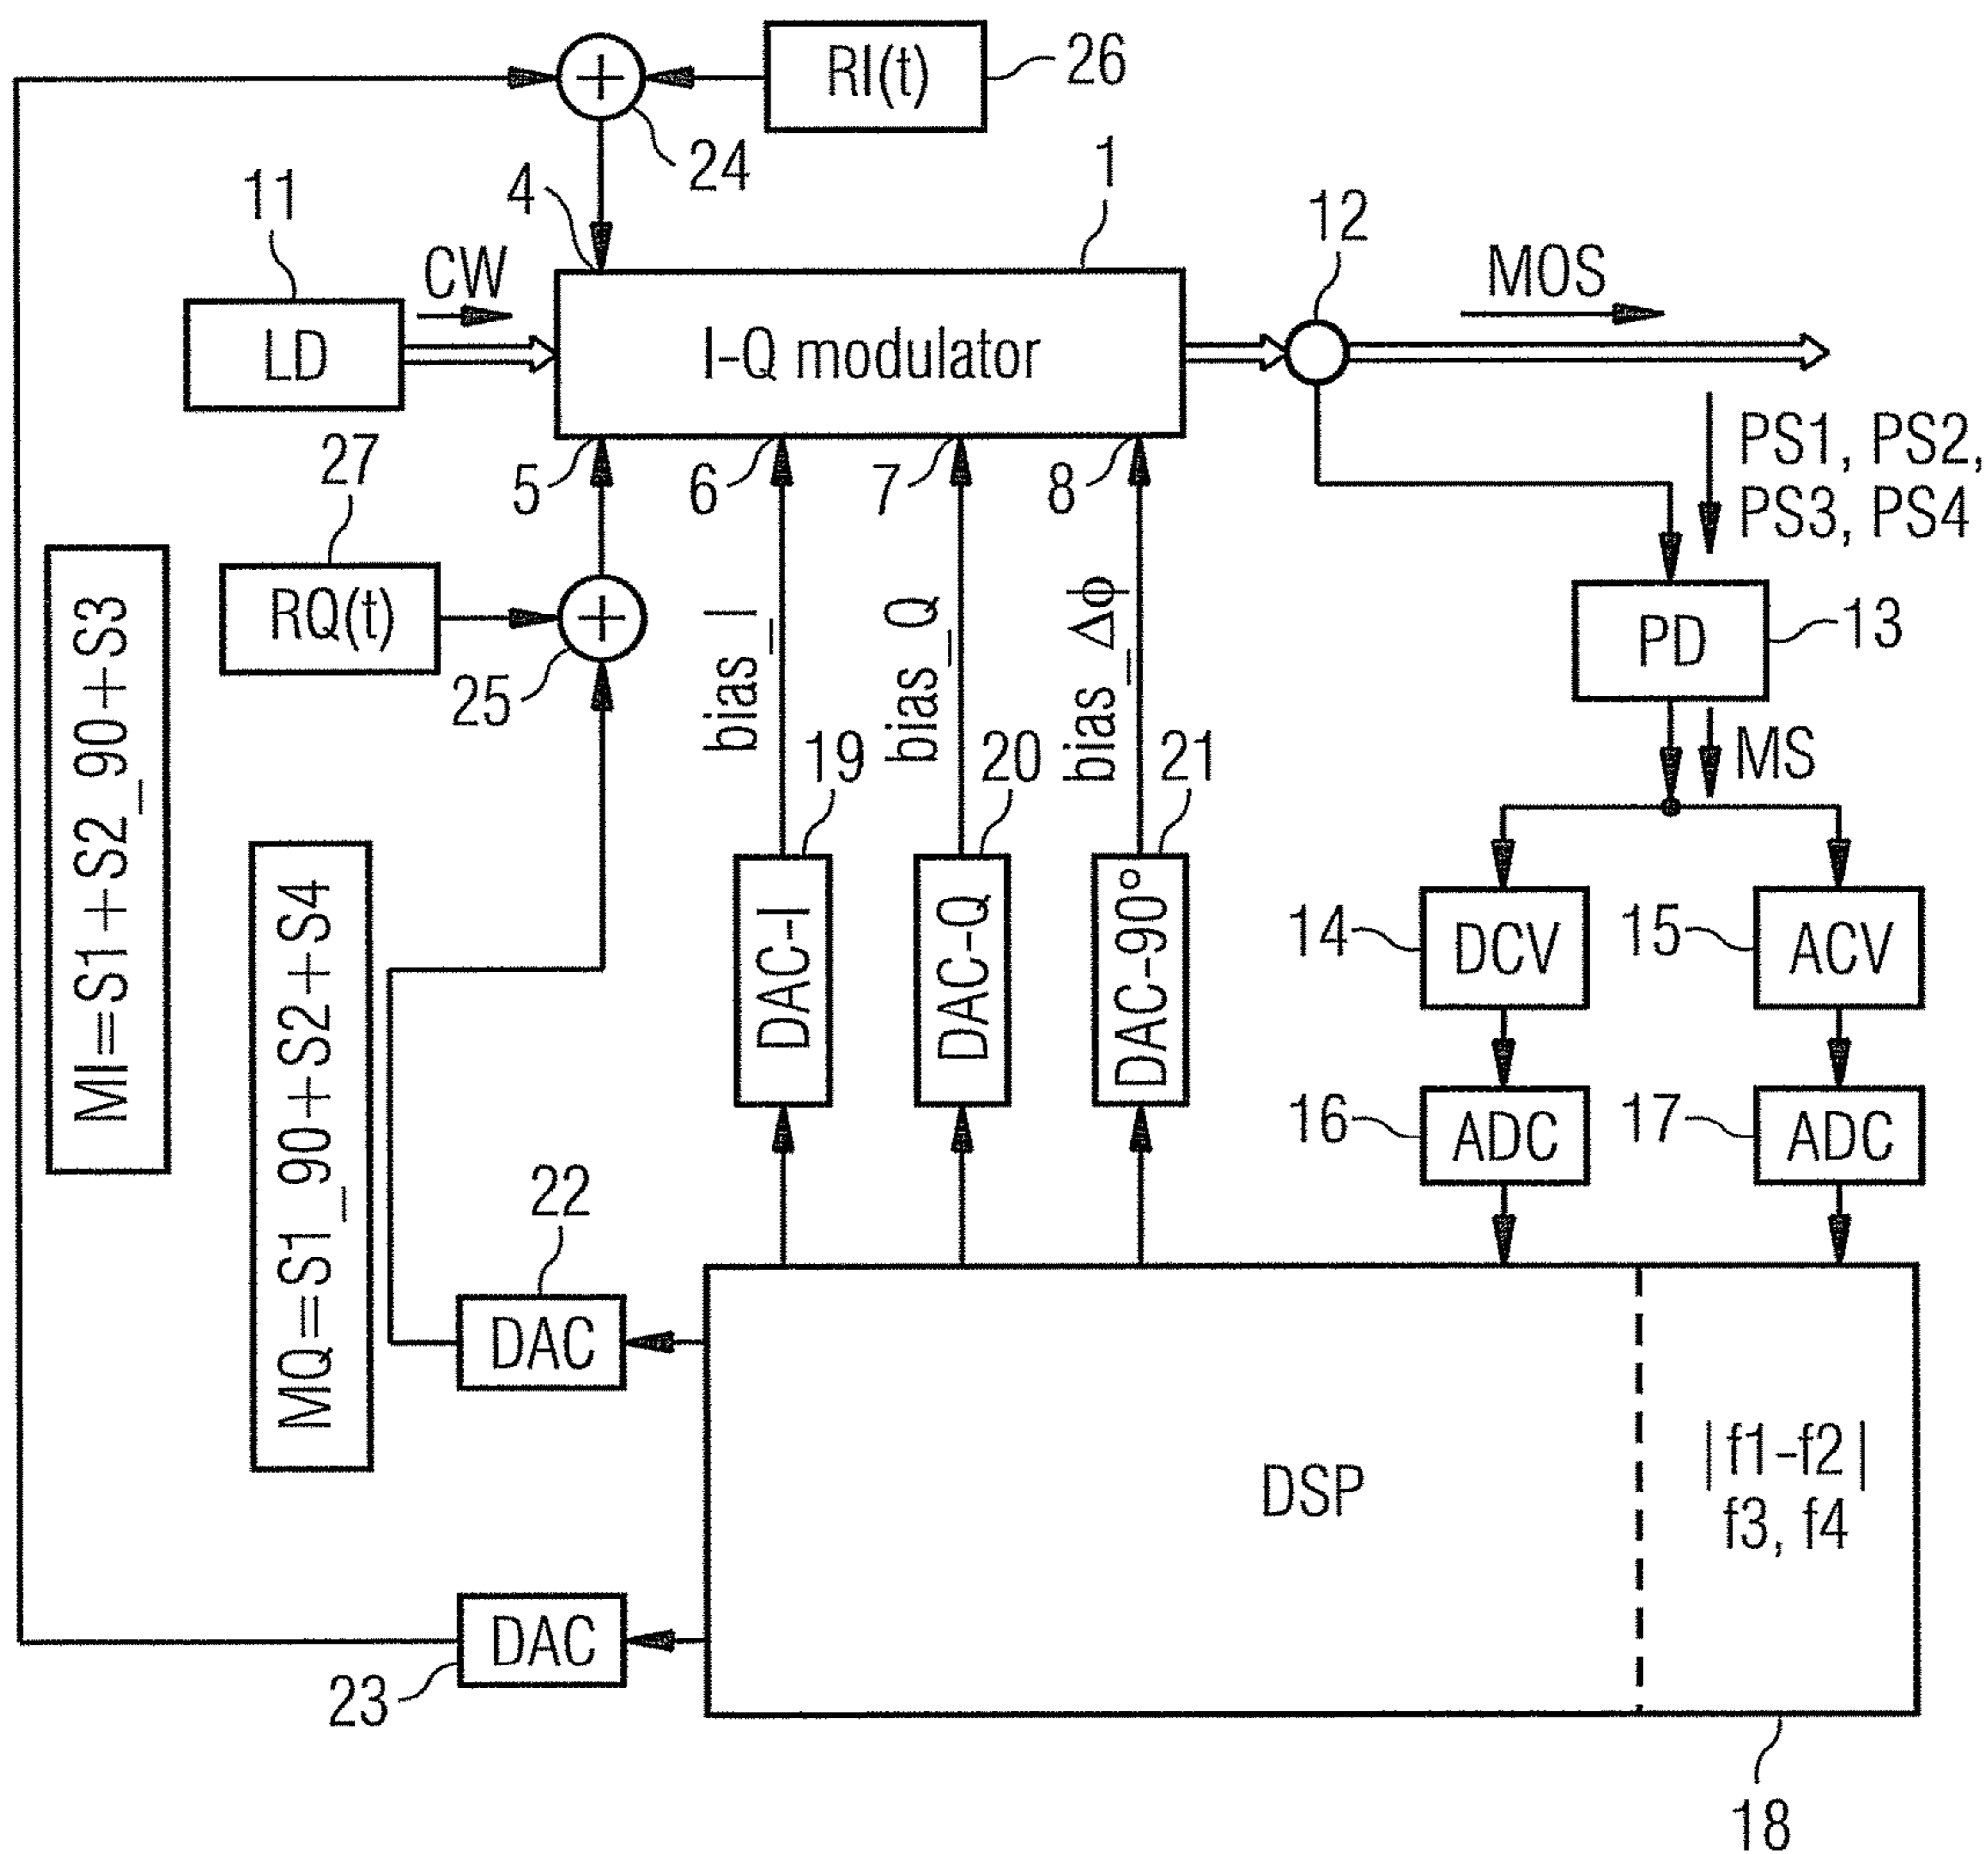 RI(t)
26
24
4
1
11
CW
LD
I-Q modulator
12
MOS
PS1, PS2,
PS3, PS4
27
5
6
7
8
RQ(t)
25
PD
13
MS
MI=S1+S2_90+S3
MQ=S1_90+S2+S4
bias_I
bias_Q
bias_Δϕ
19
20
21
DAC-I
DAC-Q
DAC-90°
14
DCV
15
ACV
16
ADC
17
ADC
22
DAC
DSP
|f1-f2|
f3, f4
DAC
23
18